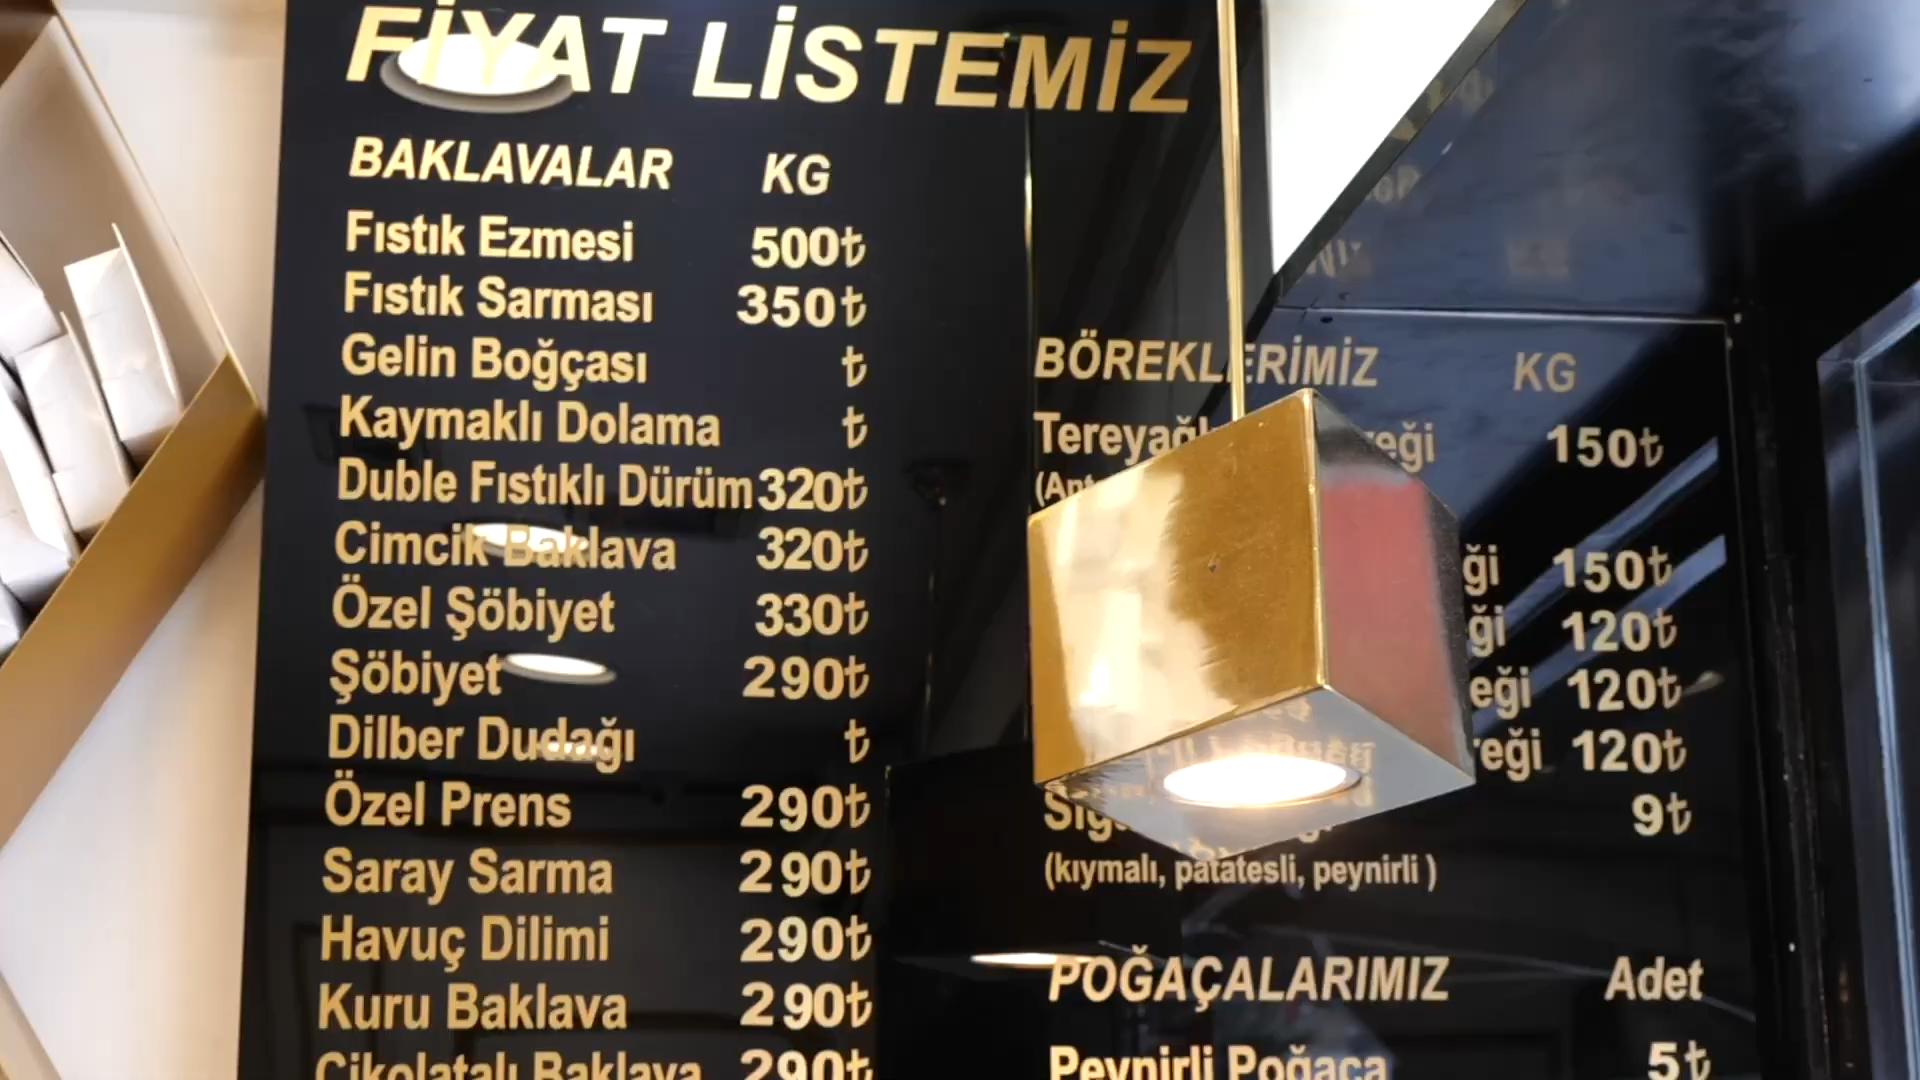 FİYAT LİSTEMİZ
BAKLAVALAR KG
Fıstık Ezmesi 500₺
Fıstık Sarması 350₺
Gelin Boğçası ₺
Kaymaklı Dolama ₺
Duble Fıstıklı Dürüm 320₺
Cimcik Baklava 320₺
Özel Şöbiyet 330₺
Şöbiyet 290₺
Dilber Dudağı ₺
Özel Prens 290₺
Saray Sarma 290₺
Havuç Dilimi 290₺
Kuru Baklava 290₺
Çikolatalı Baklava 290₺
BÖREKLERİMİZ KG
150₺
150₺
120₺
120₺
120₺
9₺
(kıymalı, patatesli, peynirli )
POĞAÇALARIMIZ Adet
Peynirli Poğaça 5₺